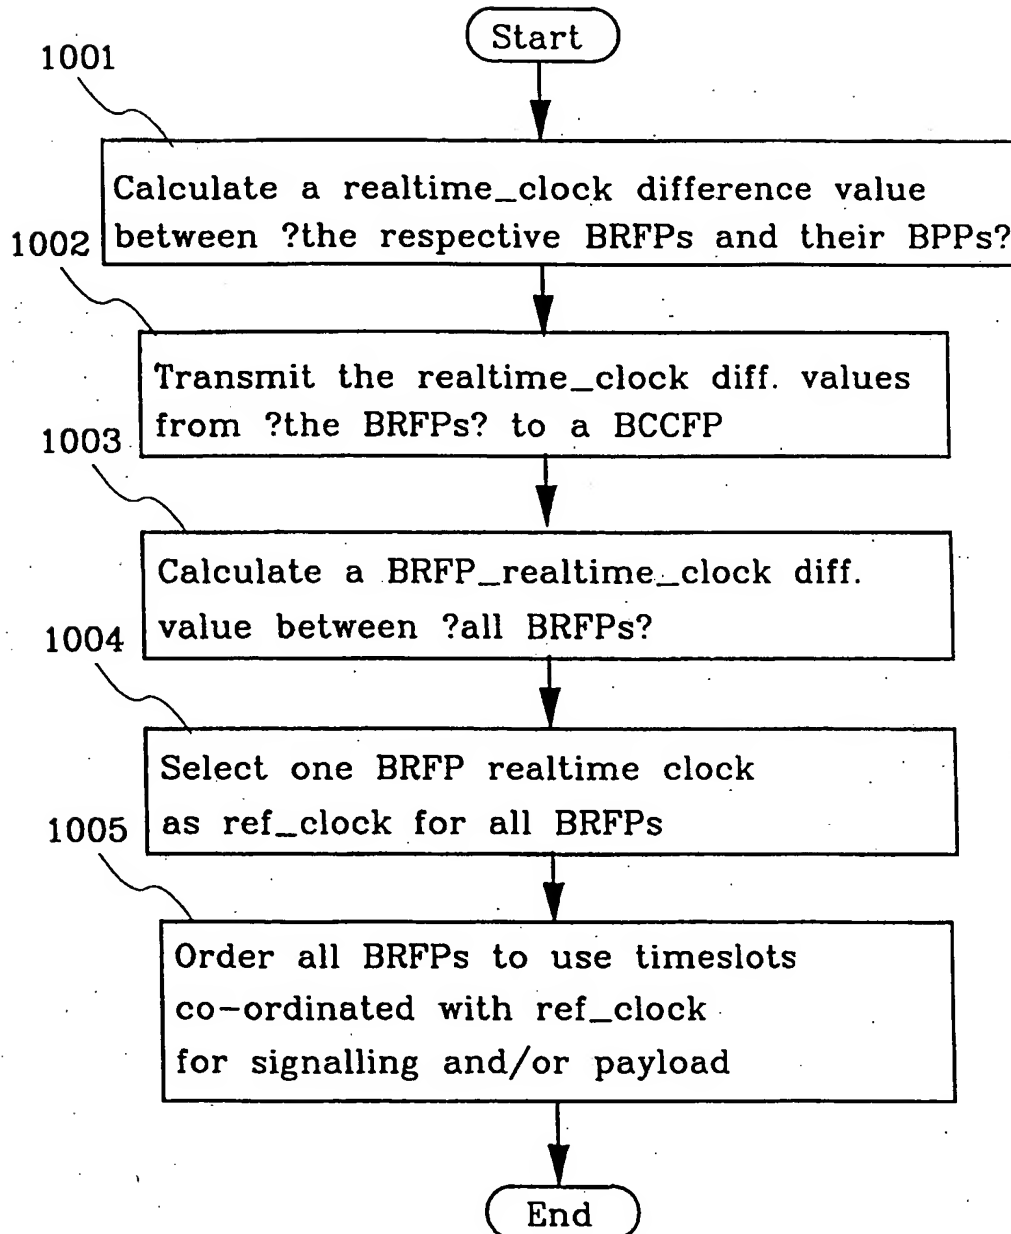 Start
1001
Calculate a realtime_clock difference value
between ?the respective BRFPs and their BPPs?
1002
Transmit the realtime_clock diff. values
from ?the BRFPs? to a BCCFP
1003
Calculate a BRFP_realtime_clock diff.
value between ?all BRFPs?
1004
Select one BRFP realtime clock
as ref_clock for all BRFPs
1005
Order all BRFPs to use timeslots
co-ordinated with ref_clock
for signalling and/or payload
End